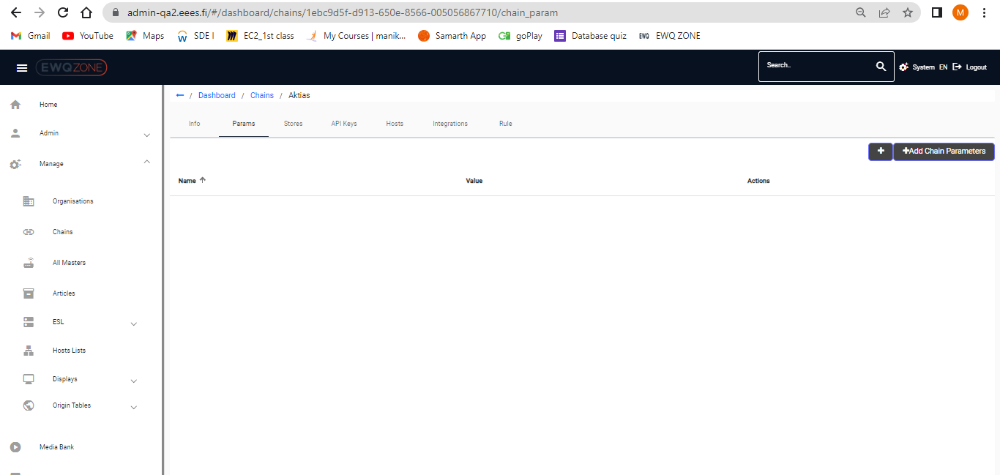 admin-qa2.eees.fi/#/dashboard/chains/1ebc9d5f-d913-650e-8566-005056867710/chain_param
M
Gmail YouTube Maps SDE I EC2_1st class My Courses | manik... Samarth App goPlay Database quiz EWQ EWQ ZONE
EWQZONE Search.. System EN Logout
/ Dashboard / Chains / Aktias
Info Params Stores API Keys Hosts Integrations Rule
+ +Add Chain Parameters
Name Value Actions
Home
Admin
Manage
Organisations
Chains
All Masters
Articles
ESL
Hosts Lists
Displays
Origin Tables
Media Bank